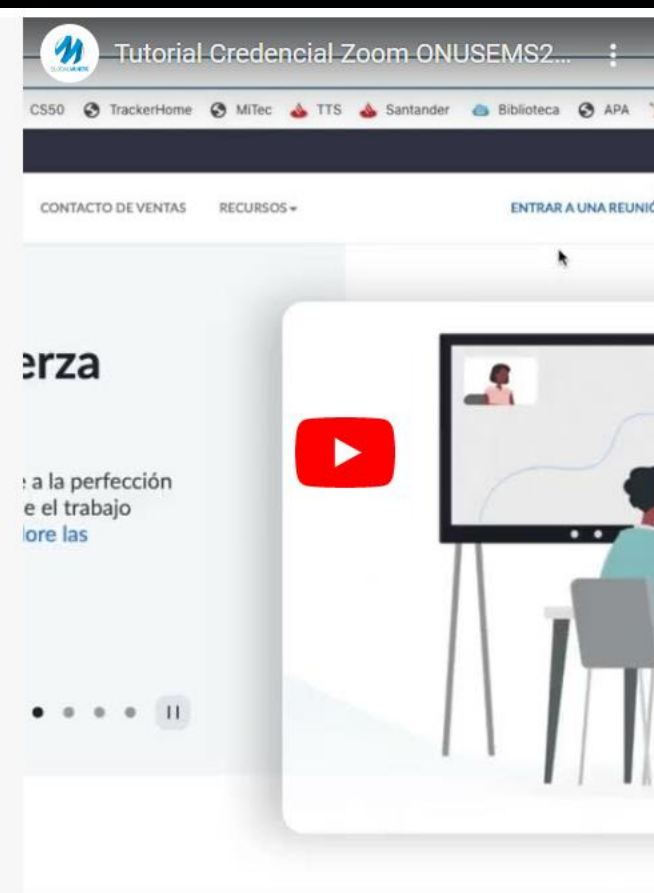 Tutorial Credencial Zoom ONUSEMS2...
CS50 TrackerHome MiTec TTS Santander Biblioteca APA
CONTACTO DE VENTAS RECURSOS ENTRAR A UNA REUNIÓ
erza
a la perfección
e el trabajo
lore las